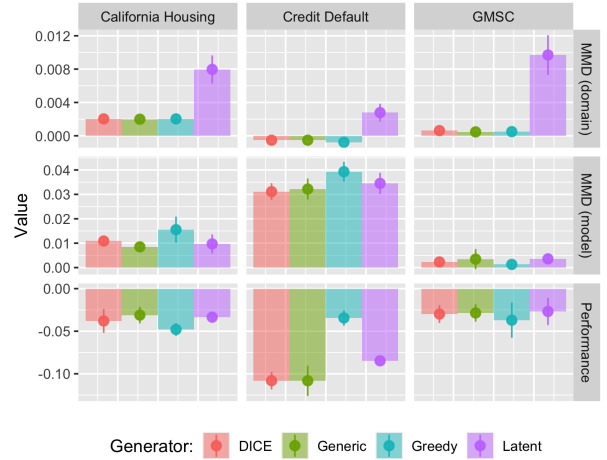 California Housing
Credit Default
GMSC
0.012
0.008
0.004
0.000
MMD (domain)
0.04
0.03
0.02
0.01
0.00
MMD (model)
0.00
-0.05
-0.10
Performance
Value
Generator: DICE Generic Greedy Latent